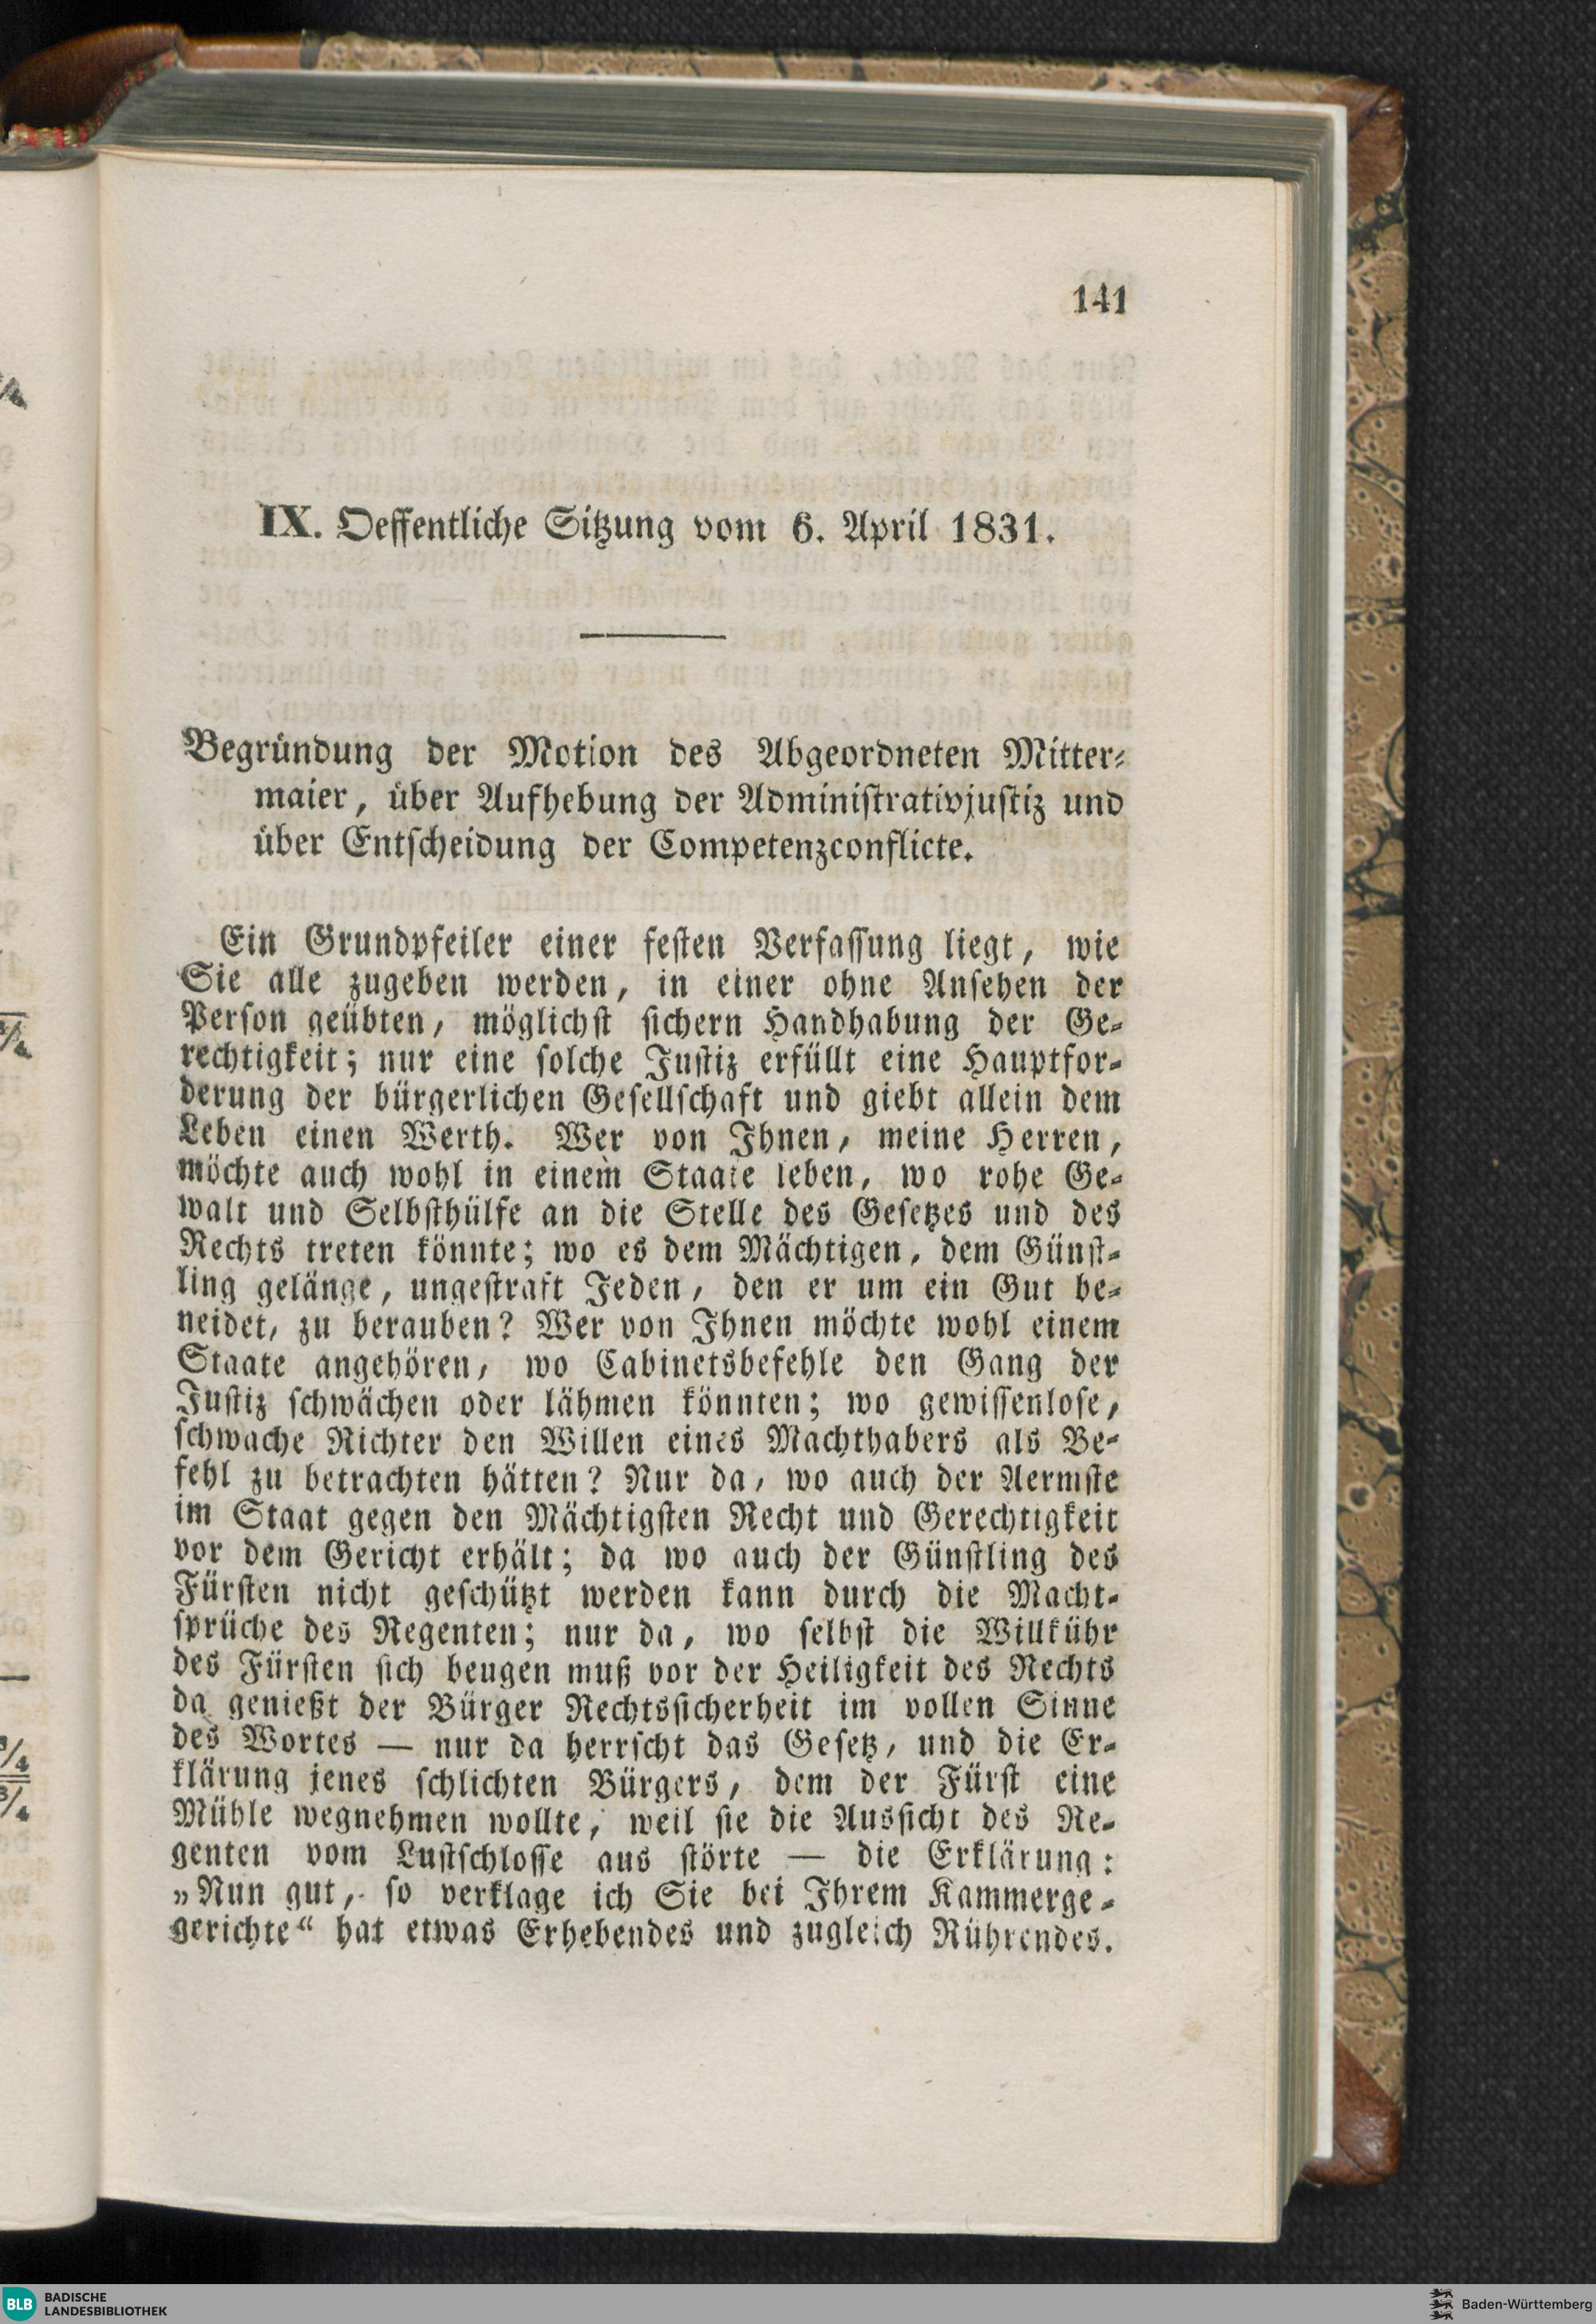 141
IX. Oeffentliche Sitzung vom 6. April 1831.
Begründung der Motion des Abgeordneten Mitter-
maier, über Aufhebung der Administrativjustiz und
über Entscheidung der Competenzconflicte.
Ein Grundpfeiler einer festen Verfassung liegt, wie
Sie alle zugeben werden, in einer ohne Ansehen der
Person geübten, möglichst sichern Handhabung der Ge-
rechtigkeit; nur eine solche Justiz erfüllt eine Hauptfor-
derung der bürgerlichen Gesellschaft und giebt allein dem
Leben einen Werth. Wer von Ihnen, meine Herren,
möchte auch wohl in einem Staate leben, wo rohe Ge-
walt und Selbsthülfe an die Stelle des Gesetzes und des
Rechts treten könnte; wo es dem Mächtigen, dem Günst-
ling gelänge, ungestraft Jeden, den er um ein Gut be-
neidet, zu berauben? Wer von Ihnen möchte wohl einem
Staate angehören, wo Cabinetsbefehle den Gang der
Justiz schwächen oder lähmen könnten; wo gewissenlose,
schwache Richter den Willen eines Machthabers als Be-
fehl zu betrachten hätten? Nur da, wo auch der Aermste
im Staat gegen den Mächtigsten Recht und Gerechtigkeit
vor dem Gericht erhält; da wo auch der Günstling des
Fürsten nicht geschützt werden kann durch die Macht-
sprüche des Regenten; nur da, wo selbst die Willkühr
des Fürsten sich beugen muß vor der Heiligkeit des Rechts
da genießt der Bürger Rechtssicherheit im vollen Sinne
des Wortes — nur da herrscht das Gesetz, und die Er-
klärung jenes schlichten Bürgers, dem der Fürst eine
Mühle wegnehmen wollte, weil sie die Aussicht des Re-
genten vom Lustschlosse aus störte — die Erklärung:
„Nun gut, so verklage ich Sie bei Ihrem Kammerge-
gerichte“ hat etwas Erhebendes und zugleich Rührendes.
BLB BADISCHE
LANDESBIBLIOTHEK
Baden-Württemberg